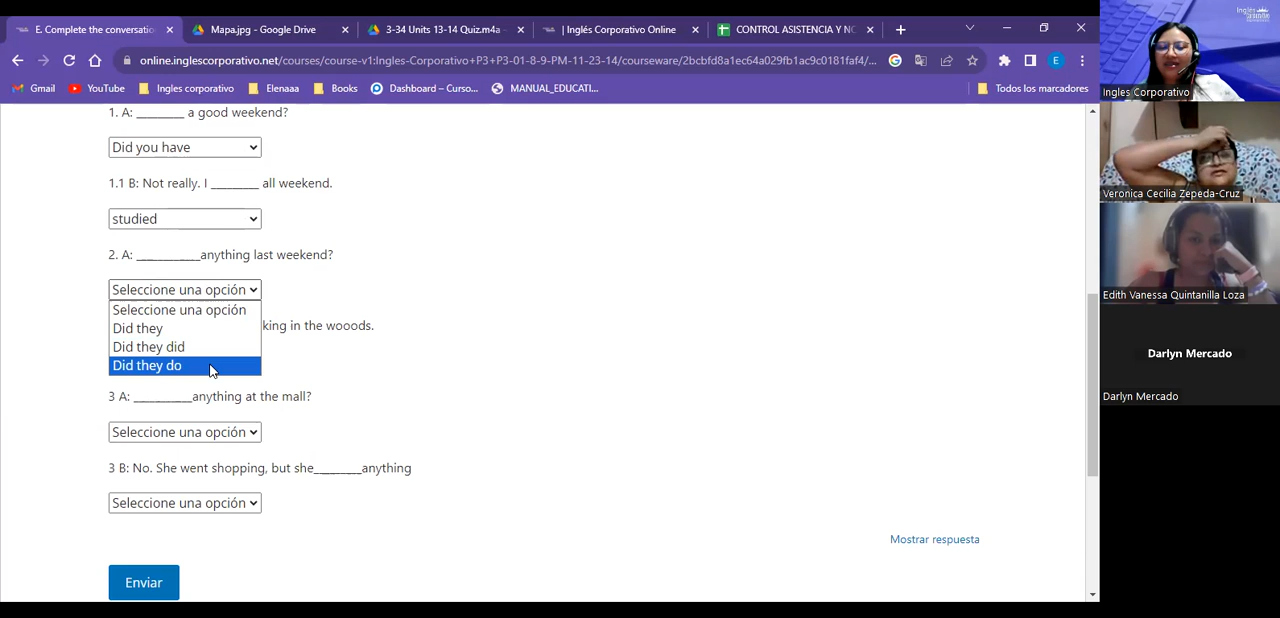 E. Complete the conversatio
Mapa.jpg - Google Drive
3-34 Units 13-14 Quiz.m4a -
| Inglés Corporativo Online
CONTROL ASISTENCIA Y NO
online.inglescorporativo.net/courses/course-v1:Ingles-Corporativo+P3+P3-01-8-9-PM-11-23-14/courseware/2bcbfd8a1ec64a029fb1ac9c0181faf4/...
E
Gmail
YouTube
Ingles corporativo
Elenaaa
Books
Dashboard – Curso...
MANUAL_EDUCATI...
Todos los marcadores
1. A: ________ a good weekend?
Did you have
1.1 B: Not really. I ________ all weekend.
studied
2. A: ___________anything last weekend?
Seleccione una opción
Seleccione una opción
Did they
king in the wooods.
Did they did
Did they do
3 A: __________anything at the mall?
Seleccione una opción
3 B: No. She went shopping, but she________anything
Seleccione una opción
Mostrar respuesta
Enviar
Ingles Corporativo
Veronica Cecilia Zepeda-Cruz
Edith Vanessa Quintanilla Loza
Darlyn Mercado
Darlyn Mercado